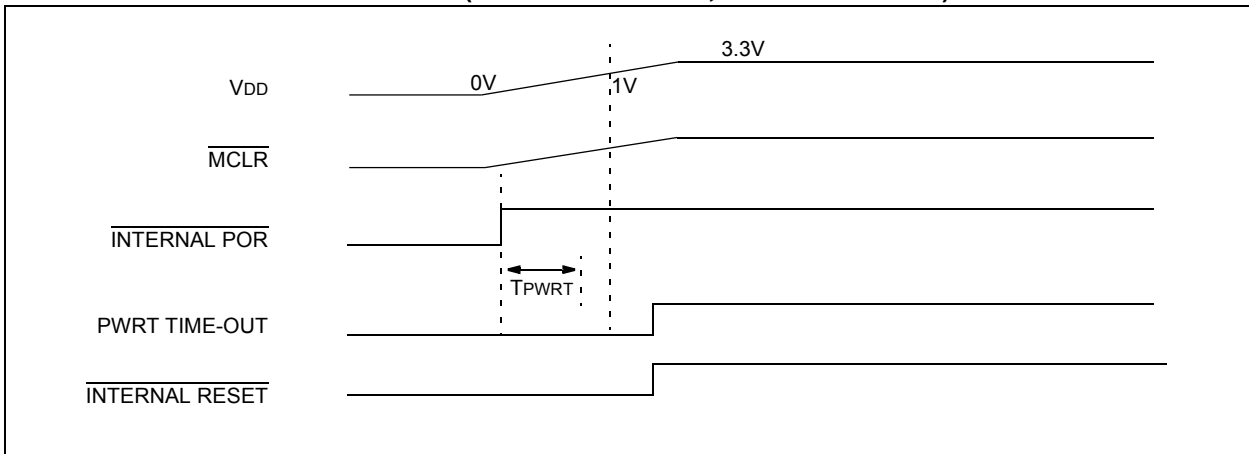 3.3V
VDD
0V
1V
MCLR
INTERNAL POR
TPWRT
PWRT TIME-OUT
INTERNAL RESET